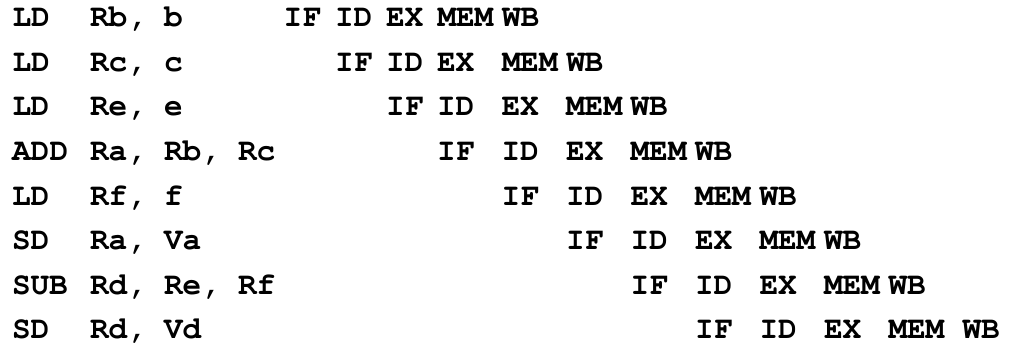 LD Rb, b IF ID EX MEM WB
LD Rc, c IF ID EX MEM WB
LD Re, e IF ID EX MEM WB
ADD Ra, Rb, Rc IF ID EX MEM WB
LD Rf, f IF ID EX MEM WB
SD Ra, Va IF ID EX MEM WB
SUB Rd, Re, Rf IF ID EX MEM WB
SD Rd, Vd IF ID EX MEM WB